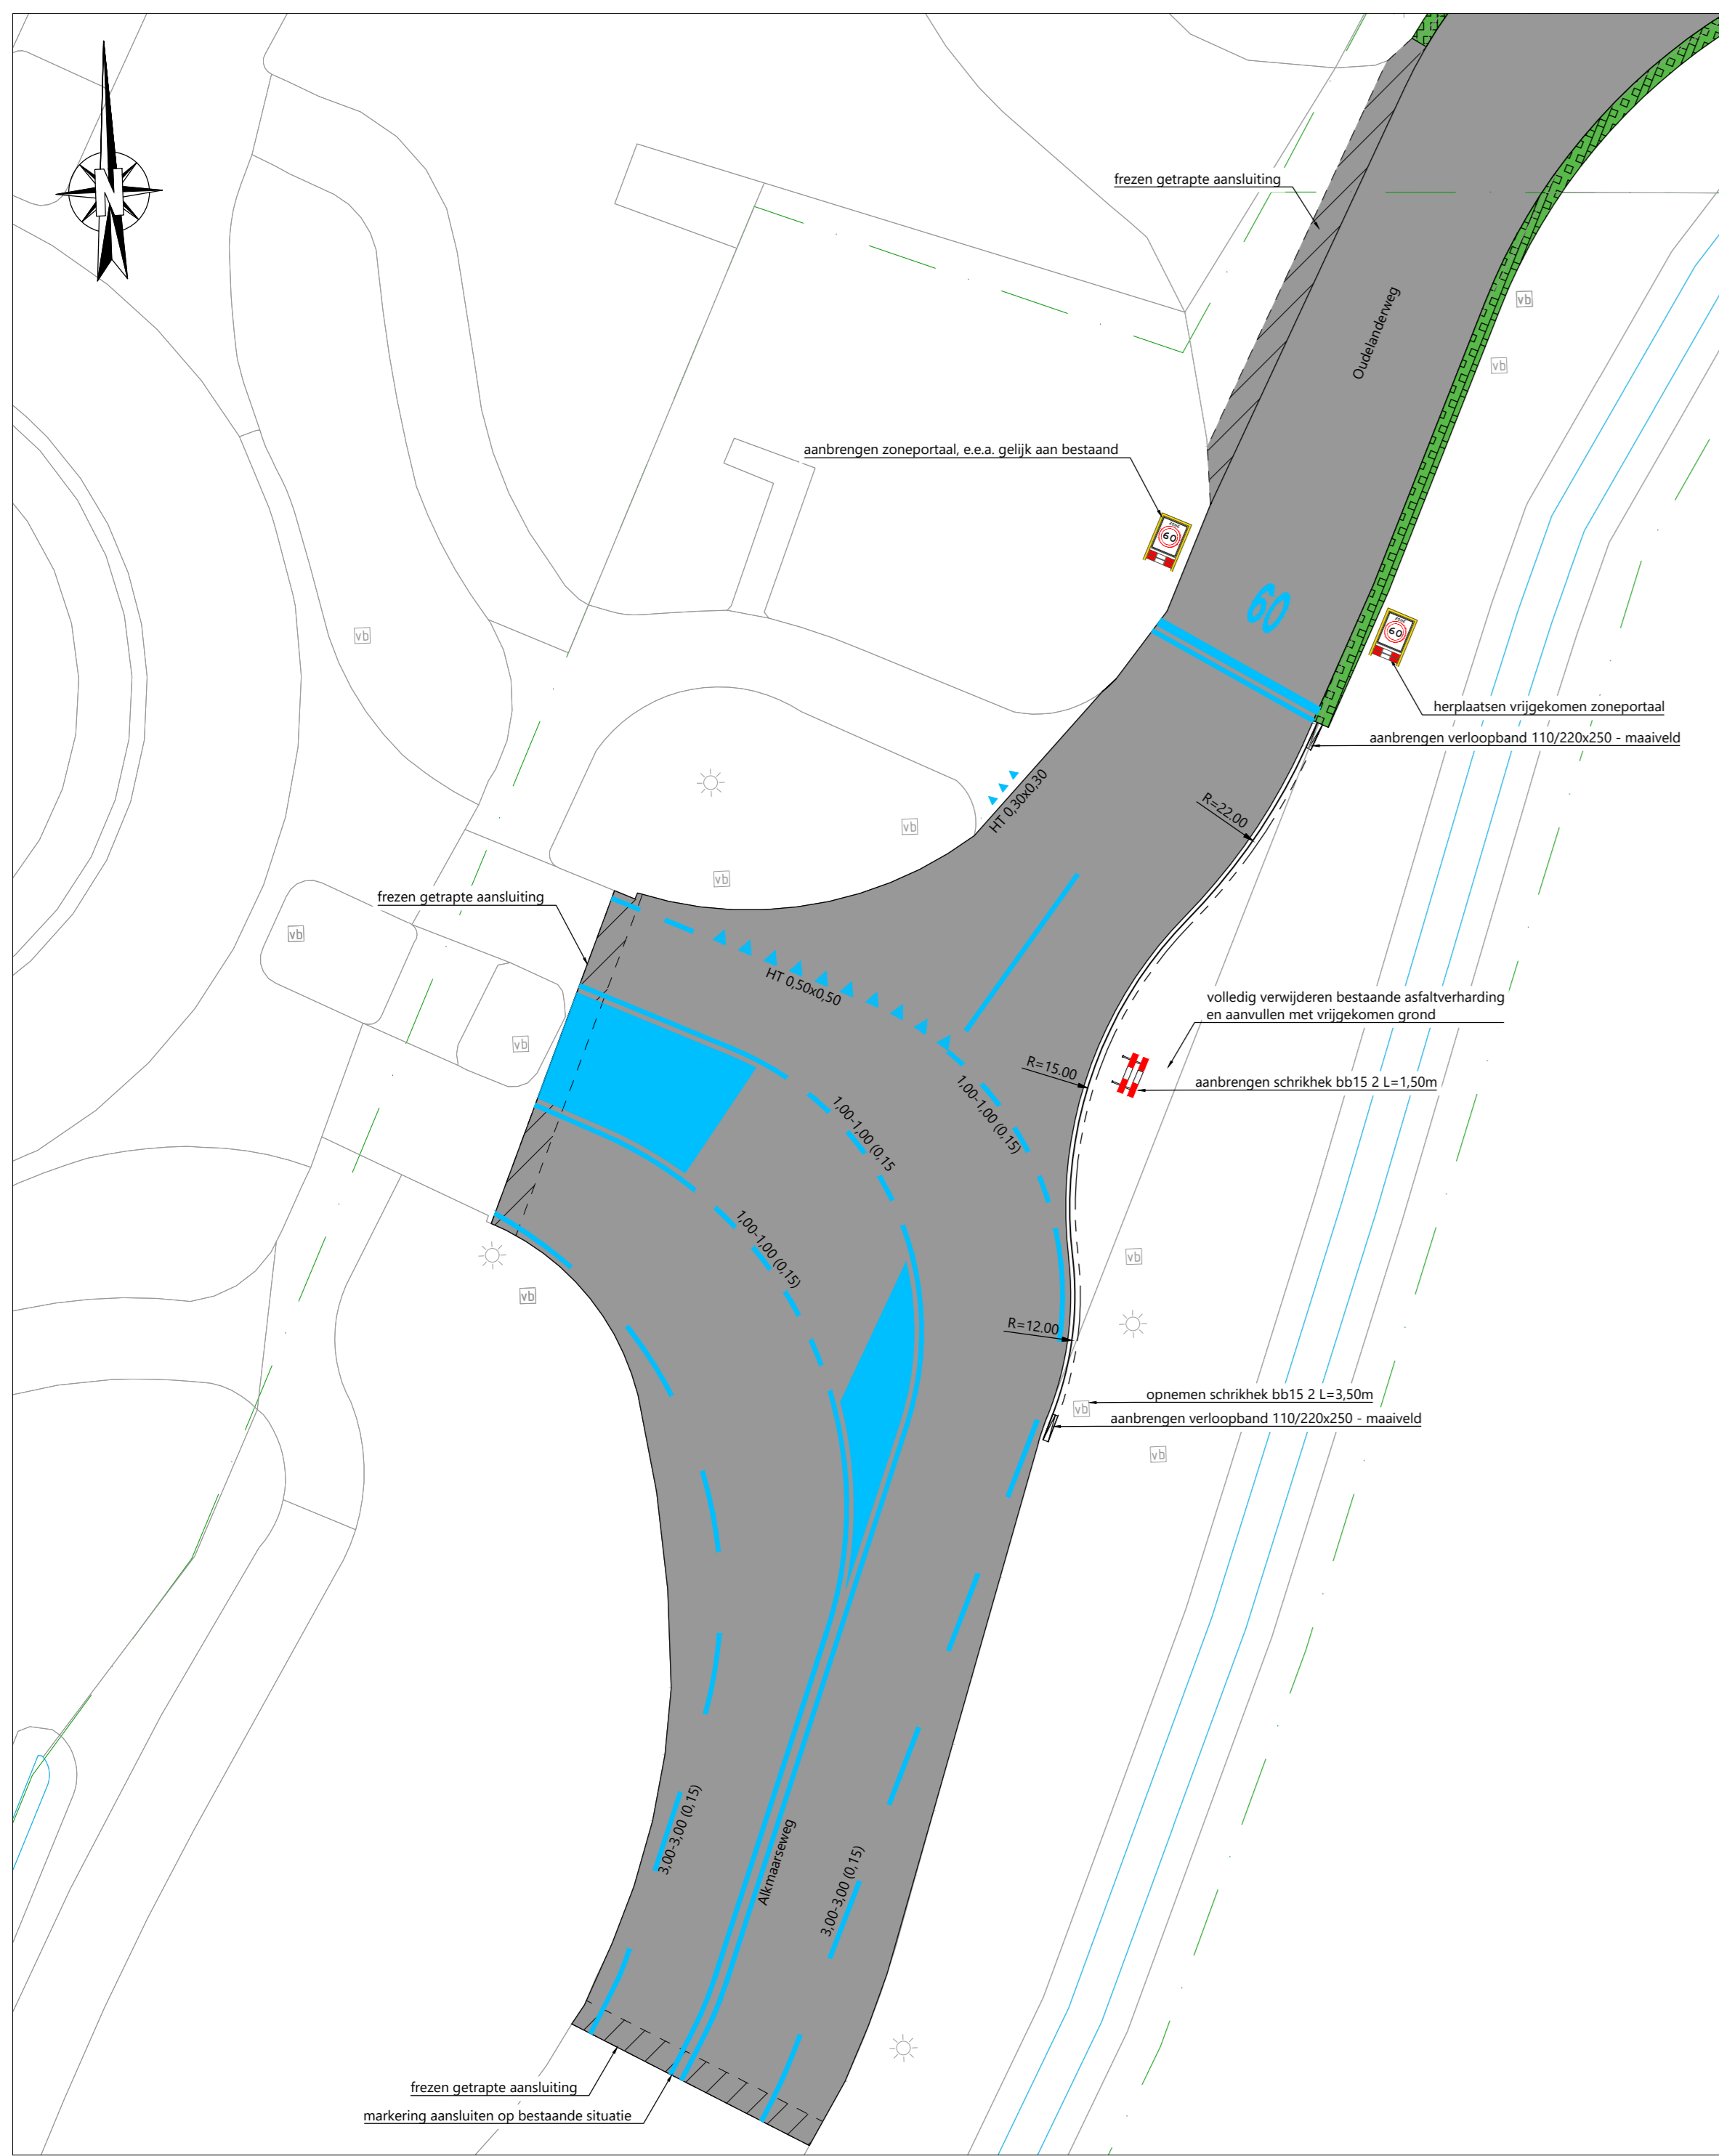 N
frezen getrapte aansluiting
vb
Oudelanderweg
vb
aanbrengen zoneportaal, e.e.a. gelijk aan bestaand
ZONE
60
60
ZONE
60
vb
herplaatsen vrijgekomen zoneportaal
aanbrengen verloopband 110/220x250 - maaiveld
HT 0,30x0,30
R=22.00
vb
vb
frezen getrapte aansluiting
vb
HT 0,50x0,50
volledig verwijderen bestaande asfaltverharding
en aanvullen met vrijgekomen grond
vb
R=15.00
aanbrengen schrikhek bb15 2 L=1,50m
1,00-1,00 (0,15)
1,00-1,00 (0,15
1,00-1,00 (0,15)
vb
vb
R=12.00
opnemen schrikhek bb15 2 L=3,50m
vb
aanbrengen verloopband 110/220x250 - maaiveld
vb
3,00-3,00 (0,15)
Alkmaarseweg
3,00-3,00 (0,15)
frezen getrapte aansluiting
markering aansluiten op bestaande situatie